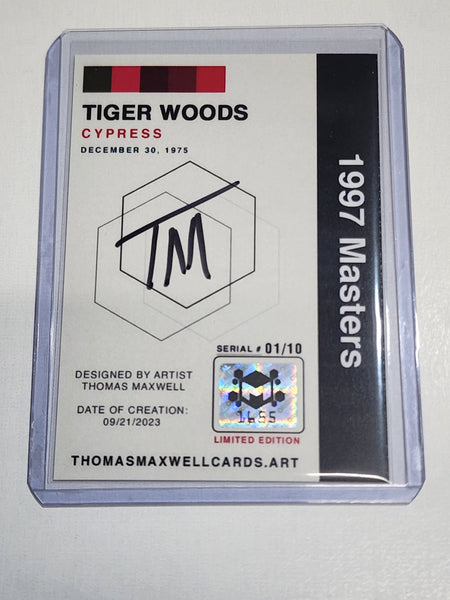 TIGER WOODS
CYPRESS
DECEMBER 30, 1975
1997 Masters
TM
SERIAL # 01/10
DESIGNED BY ARTIST
THOMAS MAXWELL
DATE OF CREATION:
09/21/2023
1655
LIMITED EDITION
THOMASMAXWELLCARDS.ART